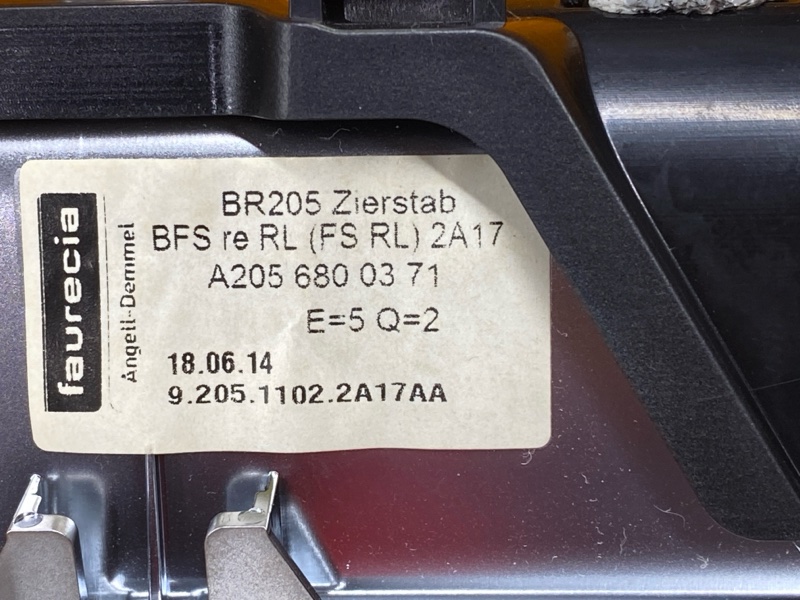 faurecia
Angell-Demmel
BR205 Zierstab
BFS re RL (FS RL) 2A17
A205 680 03 71
E=5 Q=2
18.06.14
9.205.1102.2A17AA